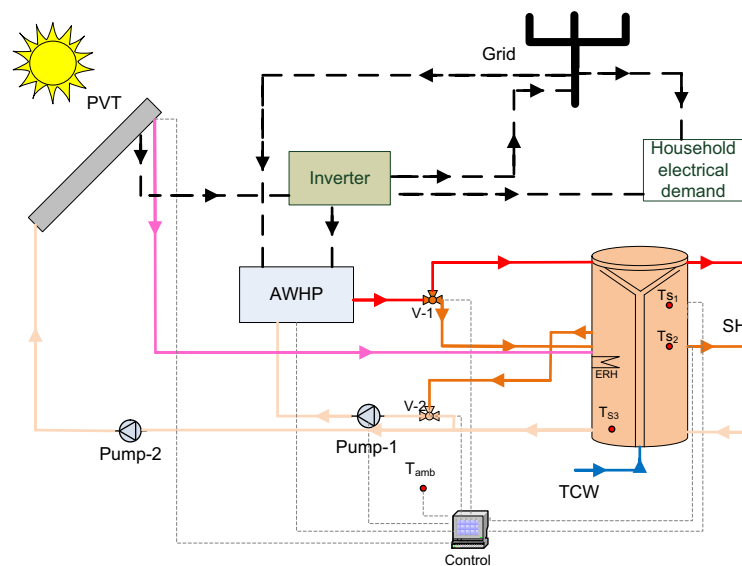 Grid
PVT
Household
electrical
demand
Inverter
AWHP
V-1
TS1
TS2
SH
ERH
V-2
TS3
Pump-1
Pump-2
Tamb
TCW
Control